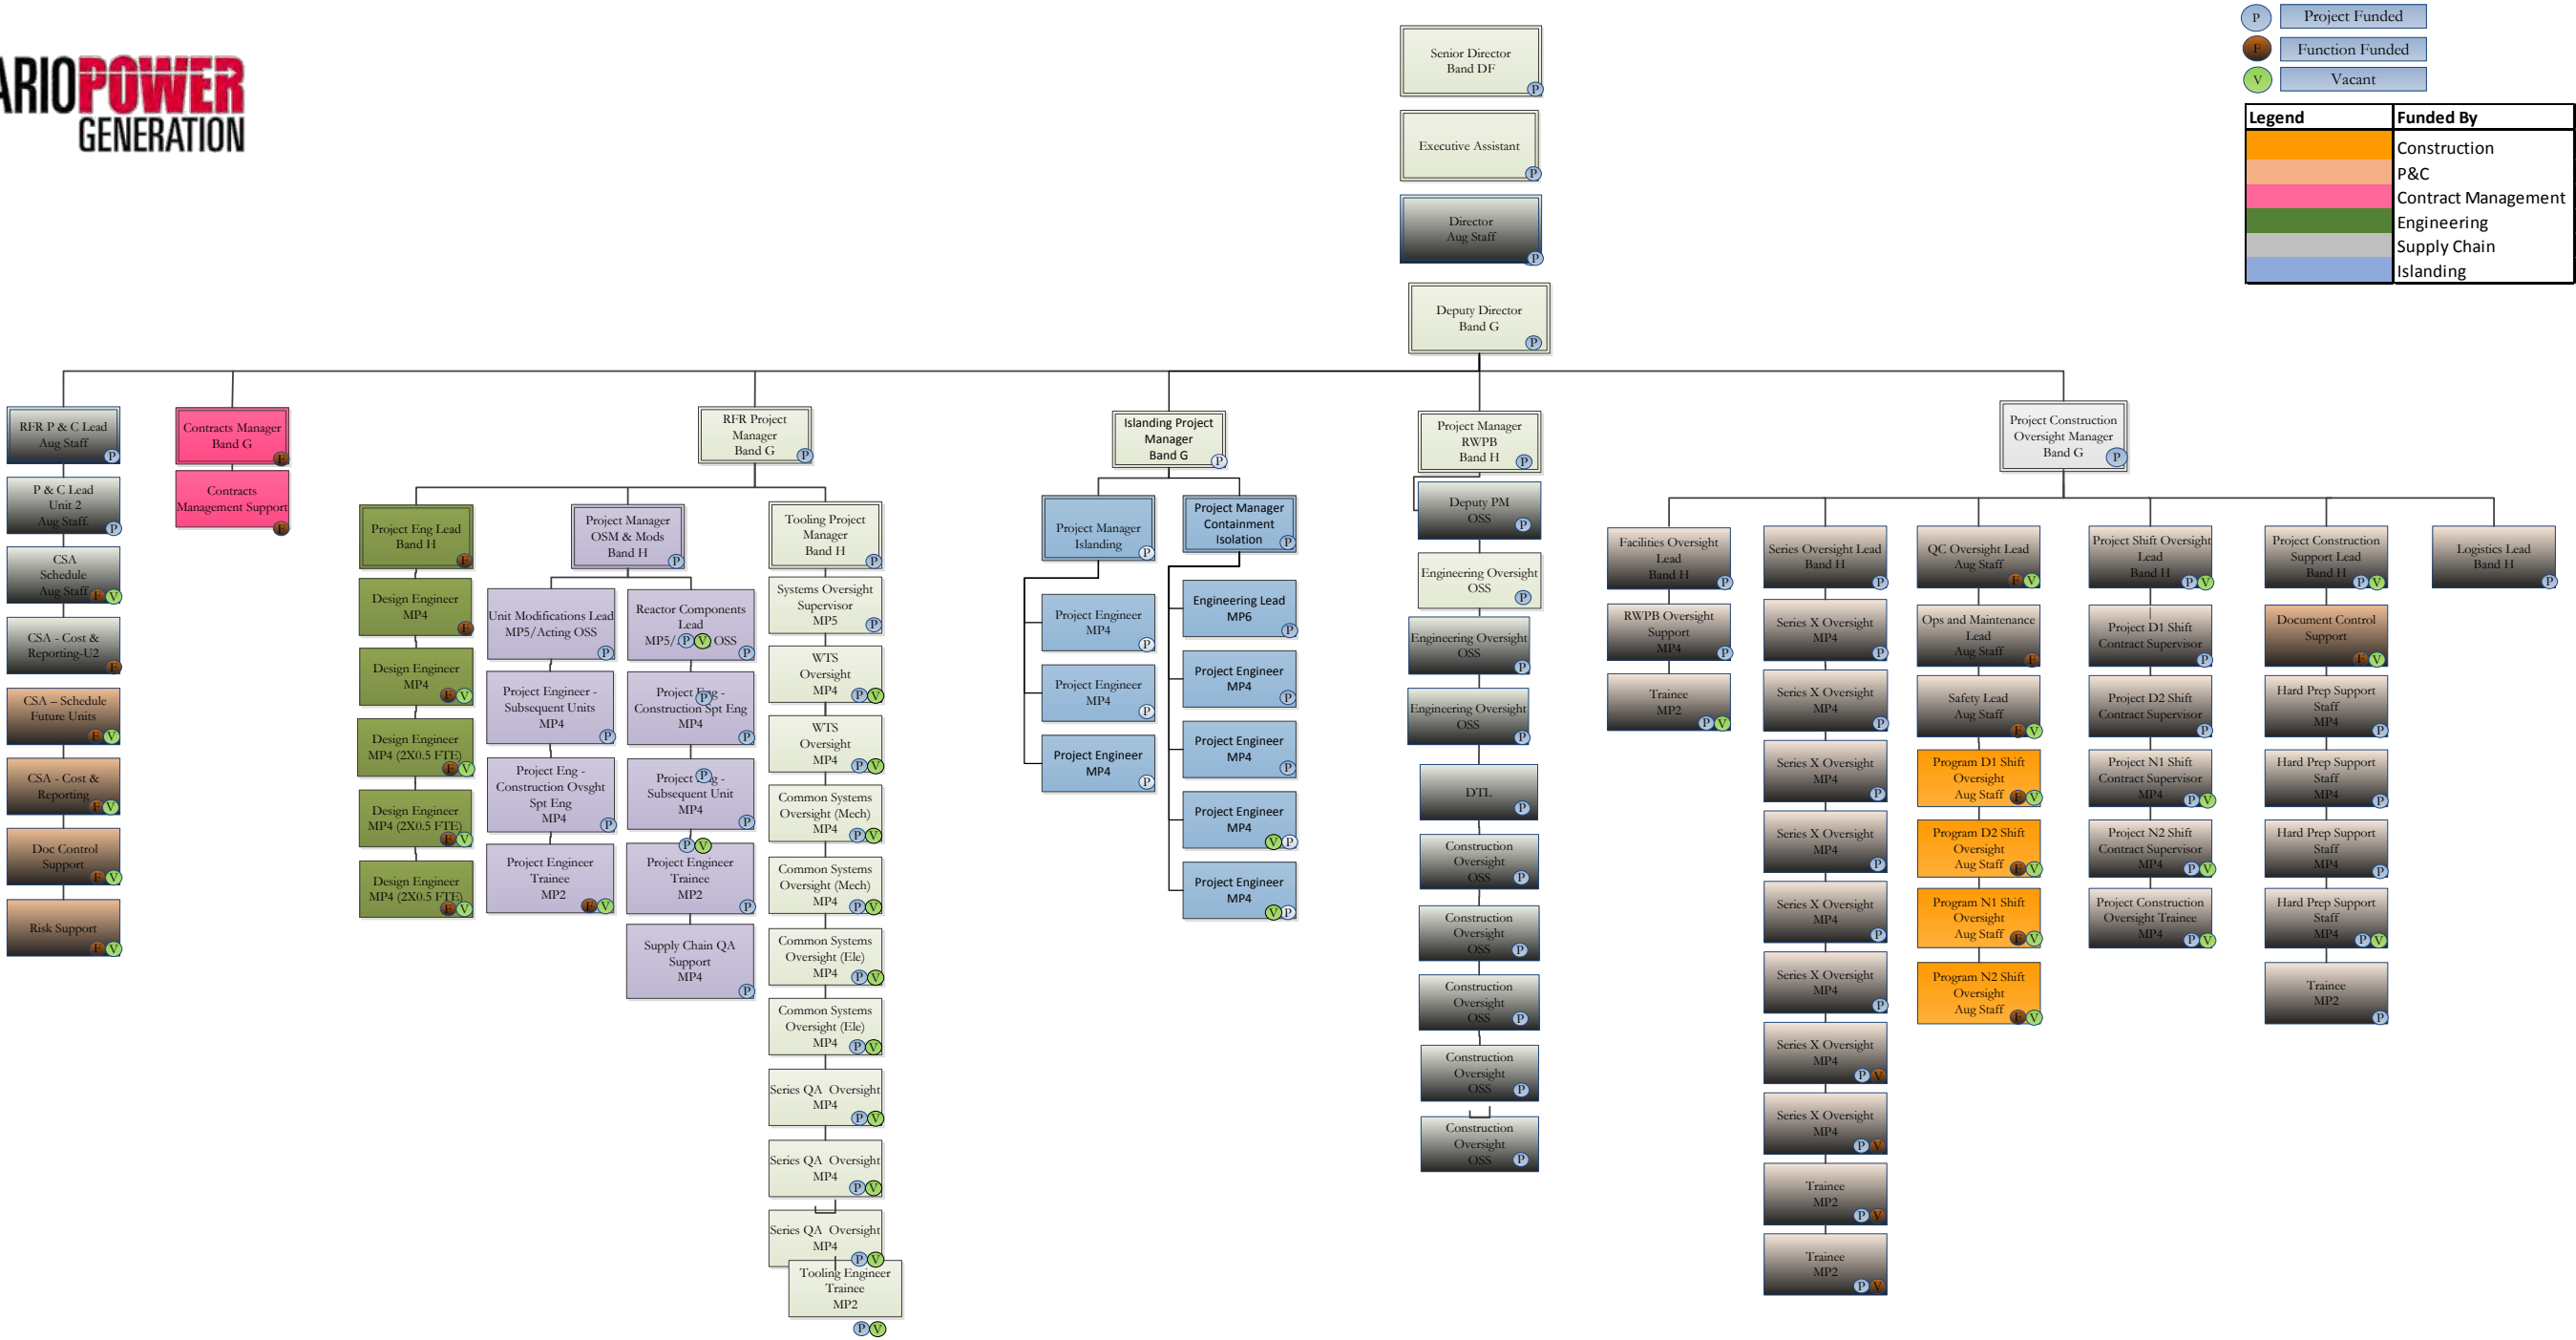 ARIOPOWER
GENERATION
P Project Funded
F Function Funded
V Vacant
Legend Funded By
Construction
P&C
Contract Management
Engineering
Supply Chain
Islanding
Senior Director
Band DF
P
Executive Assistant
P
Director
Aug Staff
P
Deputy Director
Band G
P
RFR P & C Lead
Aug Staff
P
P & C Lead
Unit 2
Aug Staff.
P
CSA
Schedule
Aug Staff
F V
CSA - Cost &
Reporting-U2
F
CSA – Schedule
Future Units
F V
CSA - Cost &
Reporting
F V
Doc Control
Support
F V
Risk Support
F V
Contracts Manager
Band G
F
Contracts
Management Support
F
RFR Project
Manager
Band G
P
Project Eng Lead
Band H
F
Design Engineer
MP4
F
Design Engineer
MP4
F V
Design Engineer
MP4 (2X0.5 FTE)
F V
Design Engineer
MP4 (2X0.5 FTE)
F V
Design Engineer
MP4 (2X0.5 FTE)
F V
Project Manager
OSM & Mods
Band H
P
Unit Modifications Lead
MP5/Acting OSS
P
Project Engineer -
Subsequent Units
MP4
P
Project Eng -
Construction Ovsght
Spt Eng
MP4
P
Project Engineer
Trainee
MP2
F V
Reactor Components
Lead
MP5/ P V OSS
P
Project Eng -
P
Construction Spt Eng
MP4
P
P
Project Eng -
Subsequent Unit
MP4
P
P V
Project Engineer
Trainee
MP2
P
Supply Chain QA
Support
MP4
P
Tooling Project
Manager
Band H
P
Systems Oversight
Supervisor
MP5
P
WTS
Oversight
MP4 P V
WTS
Oversight
MP4 P V
Common Systems
Oversight (Mech)
MP4 P V
Common Systems
Oversight (Mech)
MP4 P V
Common Systems
Oversight (Ele)
MP4 P V
Common Systems
Oversight (Ele)
MP4 P V
Series QA Oversight
MP4
P V
Series QA Oversight
MP4
P V
Series QA Oversight
MP4
P V
Tooling Engineer
Trainee
MP2
P V
Islanding Project
Manager
Band G
P
Project Manager
Islanding
P
Project Engineer
MP4
P
Project Engineer
MP4
P
Project Engineer
MP4
P
Project Manager
Containment
Isolation
P
Engineering Lead
MP6
P
Project Engineer
MP4
P
Project Engineer
MP4
P
Project Engineer
MP4
V P
Project Engineer
MP4
V P
Project Manager
RWPB
Band H
P
Deputy PM
OSS
P
Engineering Oversight
OSS
P
Engineering Oversight
OSS
P
Engineering Oversight
OSS
P
DTL
P
Construction
Oversight
OSS P
Construction
Oversight
OSS P
Construction
Oversight
OSS P
Construction
Oversight
OSS P
Construction
Oversight
OSS P
Project Construction
Oversight Manager
Band G
P
Facilities Oversight
Lead
Band H
P
RWPB Oversight
Support
MP4
P
Trainee
MP2
P V
Series Oversight Lead
Band H
P
Series X Oversight
MP4
P
Series X Oversight
MP4
P
Series X Oversight
MP4
P
Series X Oversight
MP4
P
Series X Oversight
MP4
P
Series X Oversight
MP4
P
Series X Oversight
MP4
P V
Series X Oversight
MP4
P V
Trainee
MP2
P V
Trainee
MP2
P V
QC Oversight Lead
Aug Staff
F V
Ops and Maintenance
Lead
Aug Staff
F
Safety Lead
Aug Staff
F V
Program D1 Shift
Oversight
Aug Staff F V
Program D2 Shift
Oversight
Aug Staff F V
Program N1 Shift
Oversight
Aug Staff F V
Program N2 Shift
Oversight
Aug Staff F V
Project Shift Oversight
Lead
Band H P V
Project D1 Shift
Contract Supervisor
P
Project D2 Shift
Contract Supervisor
P
Project N1 Shift
Contract Supervisor
MP4 P V
Project N2 Shift
Contract Supervisor
MP4 P V
Project Construction
Oversight Trainee
MP4 P V
Project Construction
Support Lead
Band H P V
Document Control
Support
F V
Hard Prep Support
Staff
MP4 P
Hard Prep Support
Staff
MP4 P
Hard Prep Support
Staff
MP4 P
Hard Prep Support
Staff
MP4 P V
Trainee
MP2
P
Logistics Lead
Band H
P